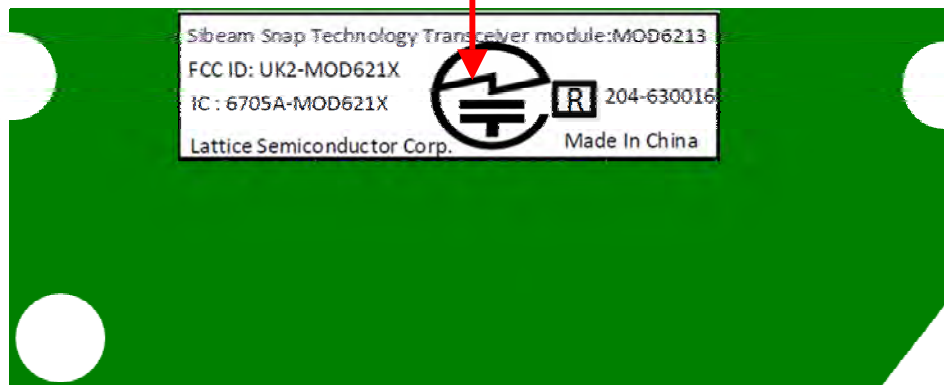 Sibeam Snap Technology Transceiver module:MOD6213
FCC ID: UK2-MOD621X
IC : 6705A-MOD621X
R 204-630016
Lattice Semiconductor Corp.
Made In China